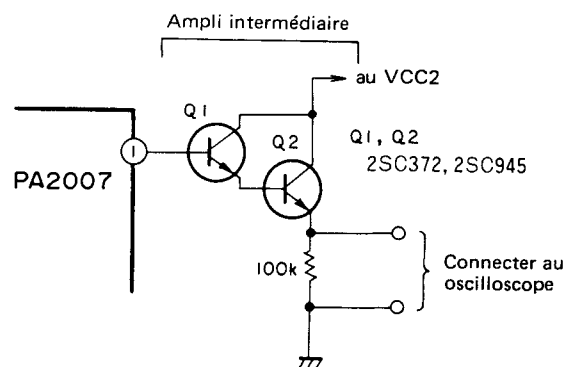 Ampli intermédiaire
au VCC2
Q1
Q2
Q1, Q2
2SC372, 2SC945
1
PA2007
100k
Connecter au
oscilloscope